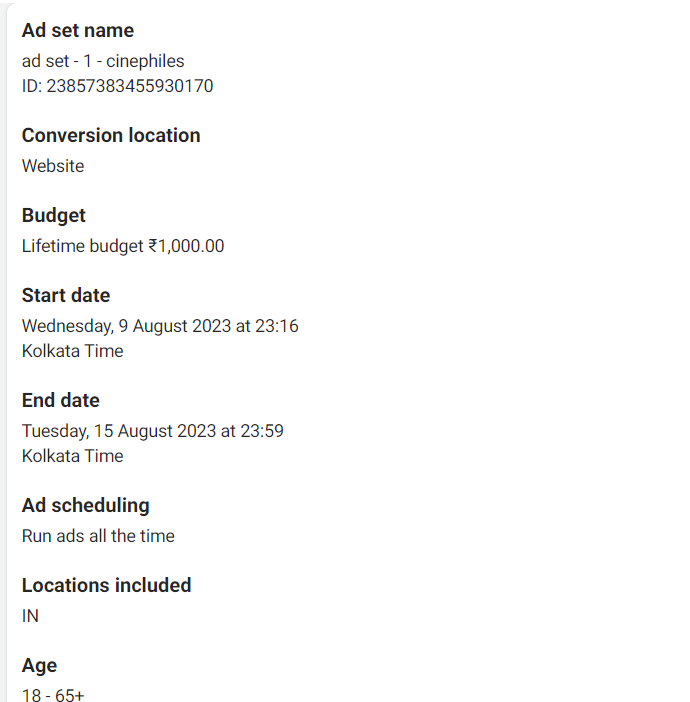 Ad set name
ad set - 1 - cinephiles
ID: 23857383455930170
Conversion location
Website
Budget
Lifetime budget ₹1,000.00
Start date
Wednesday, 9 August 2023 at 23:16
Kolkata Time
End date
Tuesday, 15 August 2023 at 23:59
Kolkata Time
Ad scheduling
Run ads all the time
Locations included
IN
Age
18 - 65+